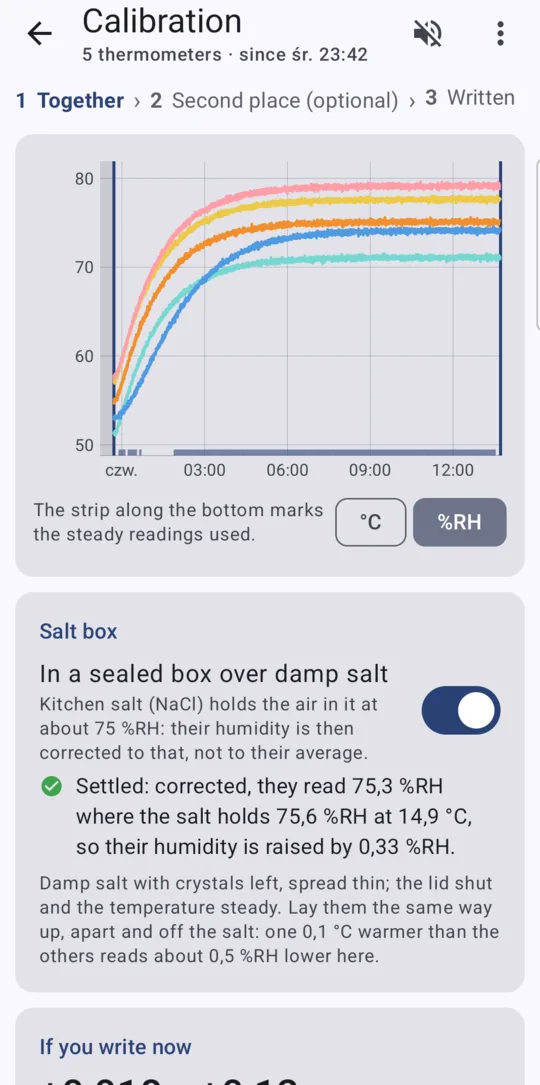 Calibration
5 thermometers · since śr. 23:42
1 Together › 2 Second place (optional) › 3 Written
80
70
60
50
czw. 03:00 06:00 09:00 12:00
The strip along the bottom marks
the steady readings used.
°C
%RH
Salt box
In a sealed box over damp salt
Kitchen salt (NaCl) holds the air in it at
about 75 %RH: their humidity is then
corrected to that, not to their average.
Settled: corrected, they read 75,3 %RH
where the salt holds 75,6 %RH at 14,9 °C,
so their humidity is raised by 0,33 %RH.
Damp salt with crystals left, spread thin; the lid shut
and the temperature steady. Lay them the same way
up, apart and off the salt: one 0,1 °C warmer than the
others reads about 0,5 %RH lower here.
If you write now